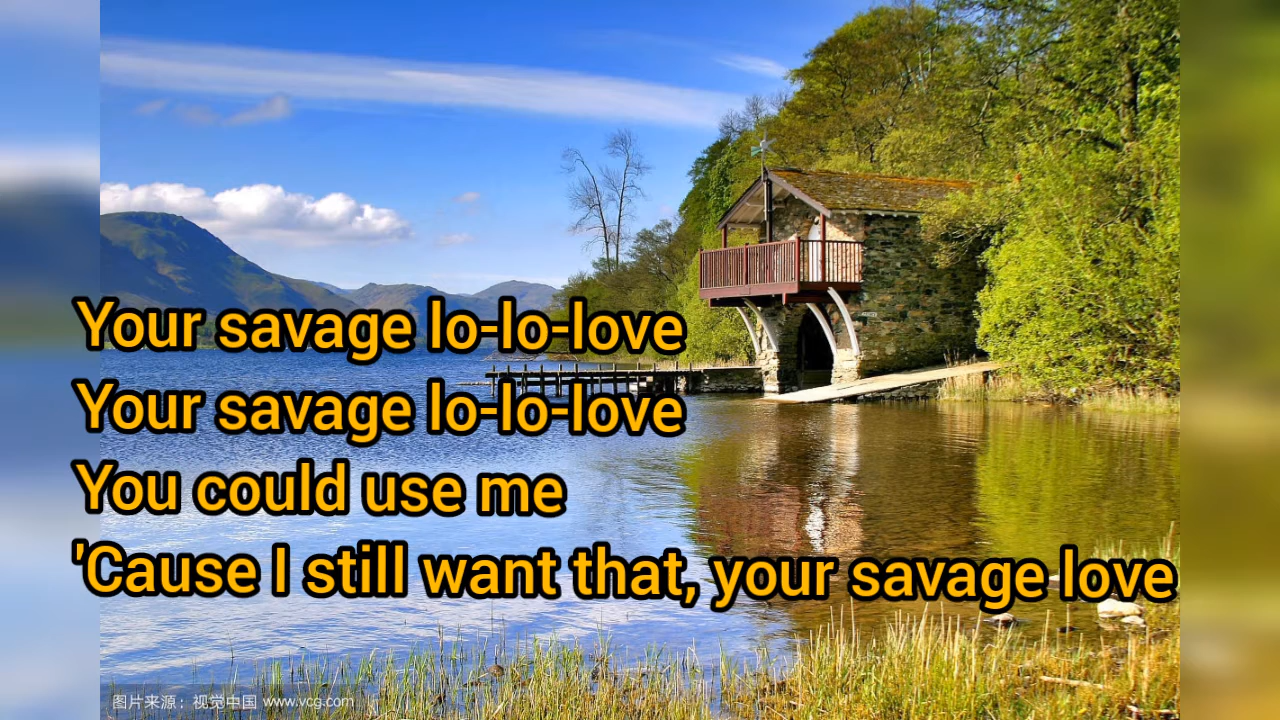 Your savage lo-lo-love
Your savage lo-lo-love
You could use me
'Cause I still want that, your savage love
图片来源：视觉中国 www.vcg.com